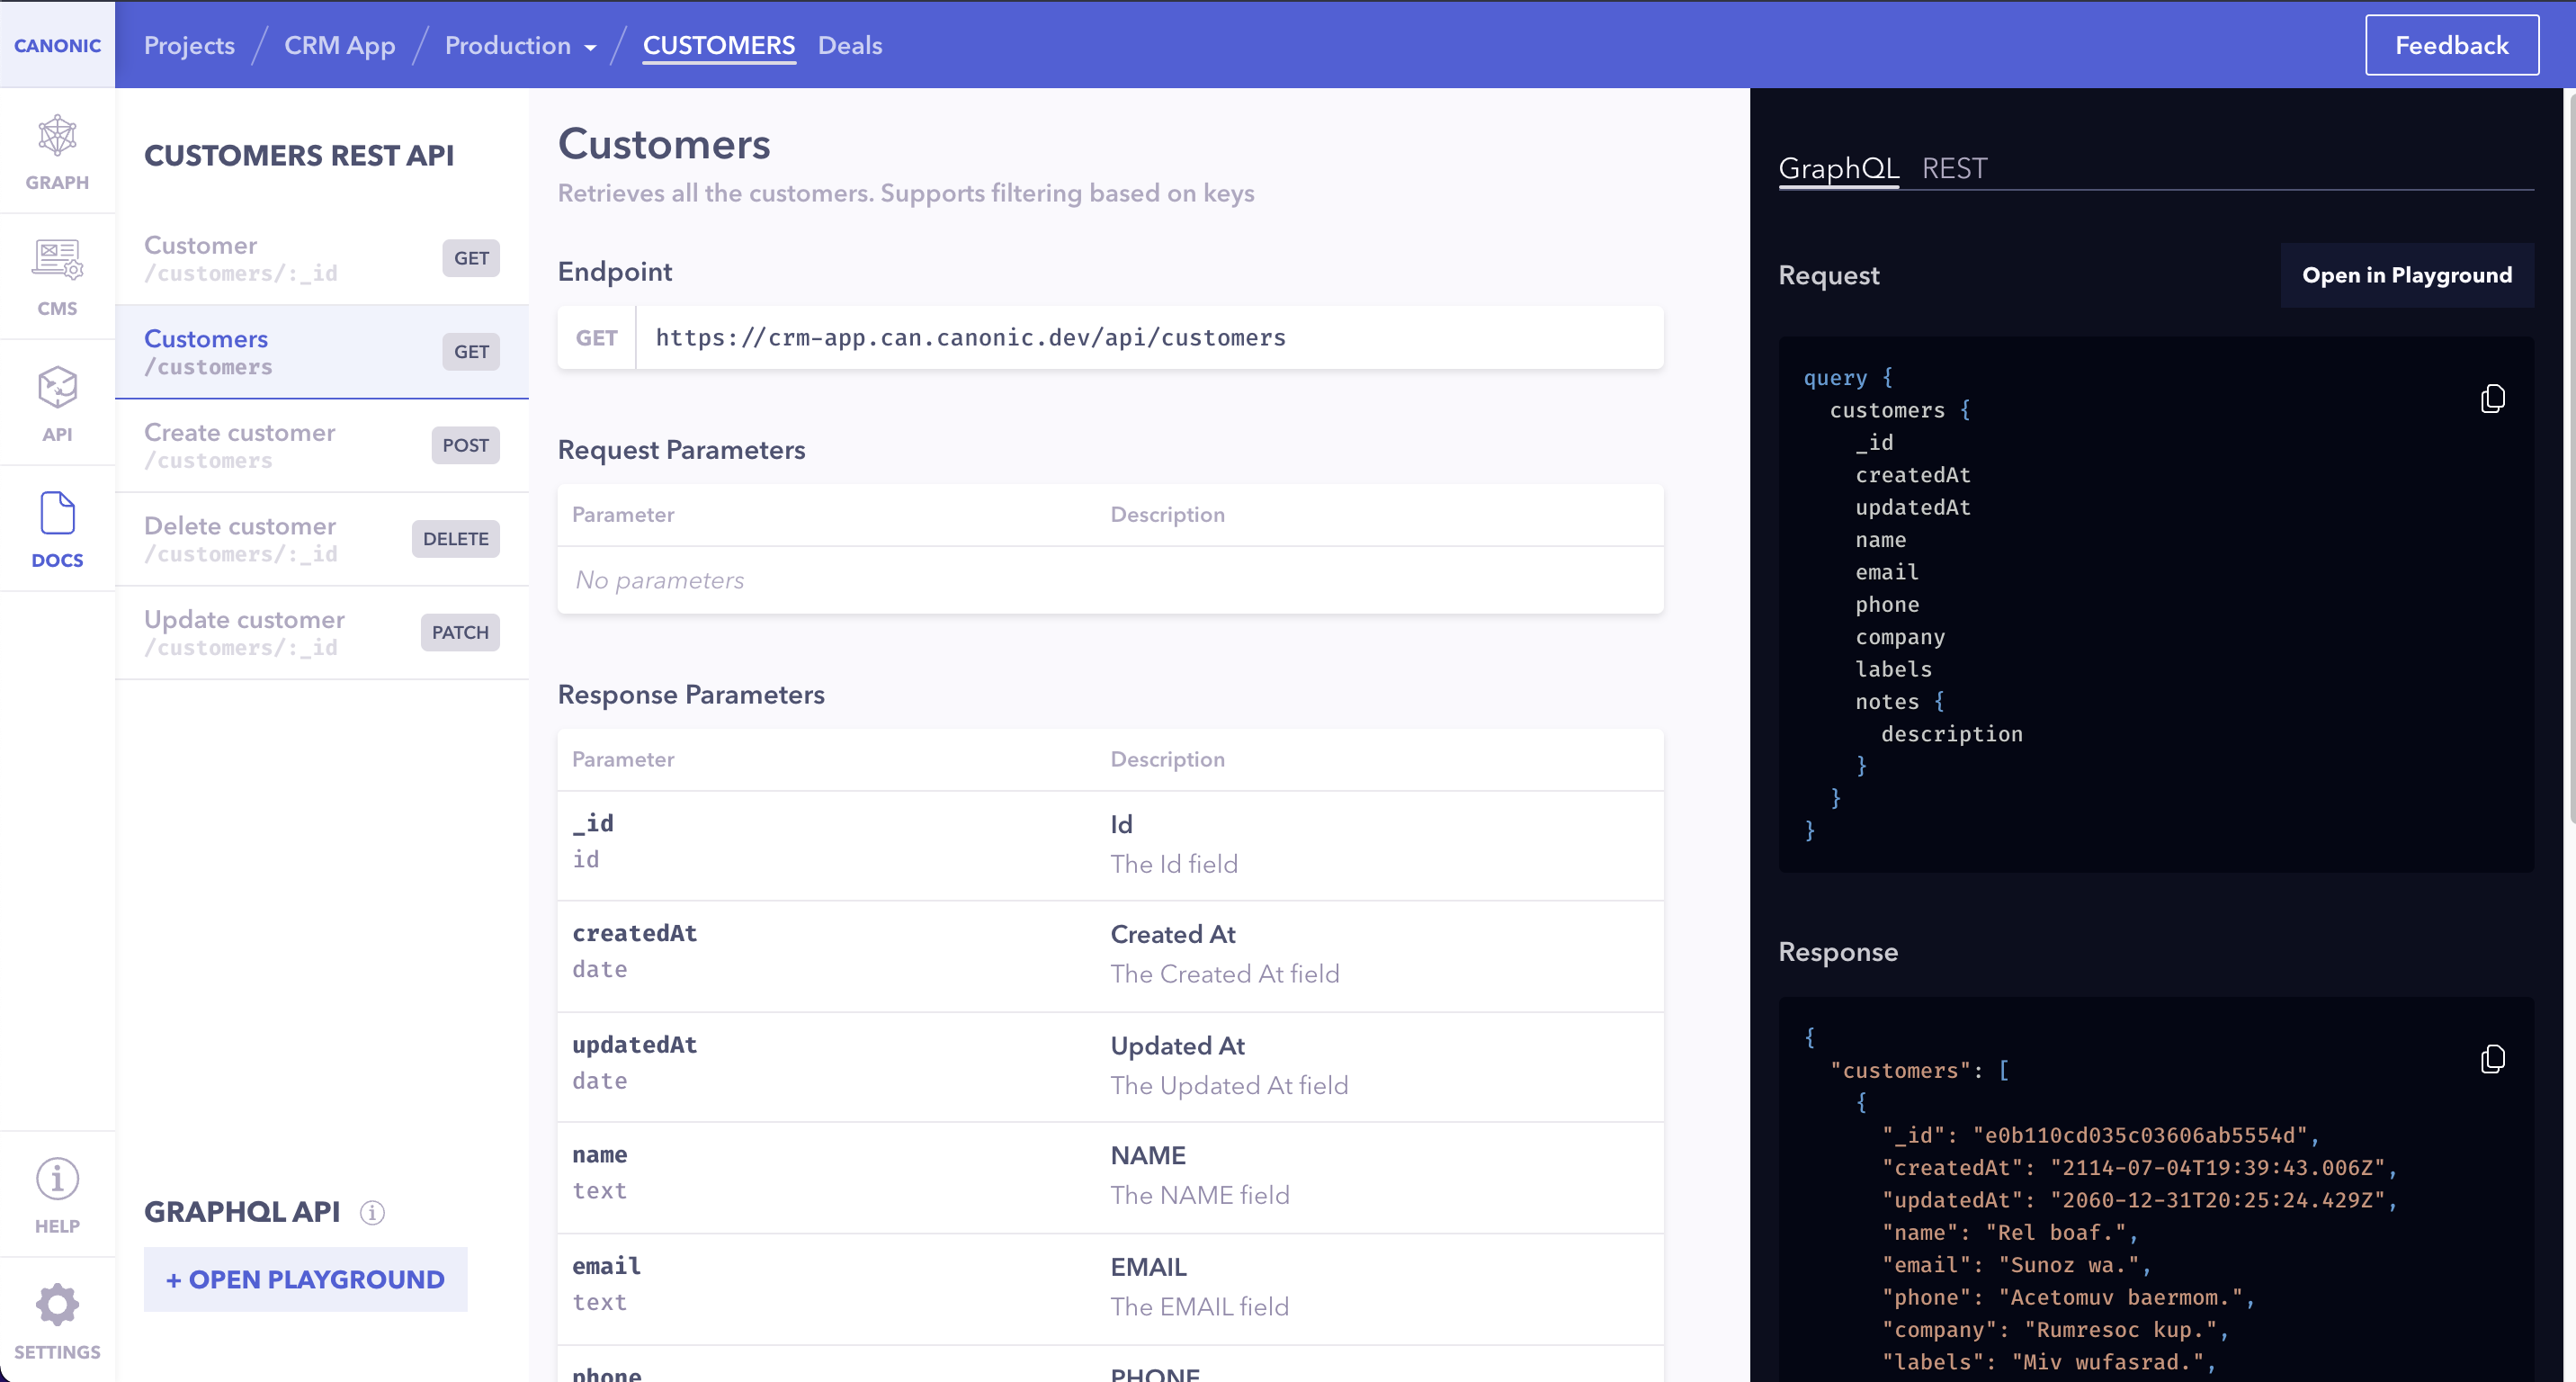 CANONIC
Projects / CRM App / Production / CUSTOMERS Deals
Feedback
GRAPH
CMS
API
DOCS
HELP
SETTINGS
CUSTOMERS REST API
Customer
/customers/:_id
GET
Customers
/customers
GET
Create customer
/customers
POST
Delete customer
/customers/:_id
DELETE
Update customer
/customers/:_id
PATCH
GRAPHQL API
+ OPEN PLAYGROUND
Customers
Retrieves all the customers. Supports filtering based on keys
Endpoint
GET https://crm-app.can.canonic.dev/api/customers
Request Parameters
Parameter Description
No parameters
Response Parameters
Parameter Description
_id Id
id The Id field
createdAt Created At
date The Created At field
updatedAt Updated At
date The Updated At field
name NAME
text The NAME field
email EMAIL
text The EMAIL field
phone PHONE
GraphQL REST
Request
Open in Playground
query {
customers {
_id
createdAt
updatedAt
name
email
phone
company
labels
notes {
description
}
}
}
Response
{
"customers": [
{
"_id": "e0b110cd035c03606ab5554d",
"createdAt": "2114-07-04T19:39:43.006Z",
"updatedAt": "2060-12-31T20:25:24.429Z",
"name": "Rel boaf.",
"email": "Sunoz wa.",
"phone": "Acetomuv baermom.",
"company": "Rumresoc kup.",
"labels": "Miv wufasrad.",